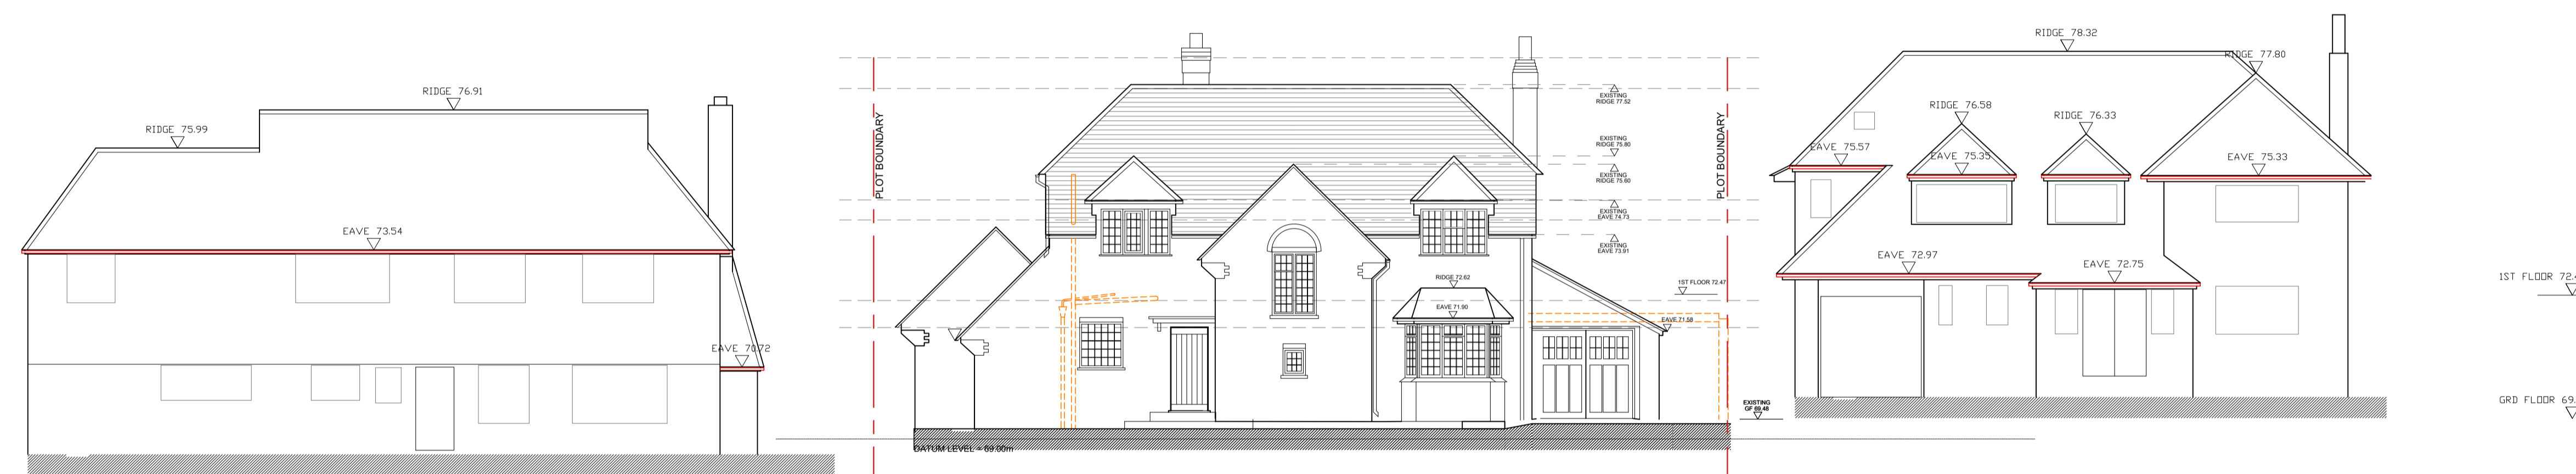 RIDGE 76.91
RIDGE 75.99
EAVE 73.54
EAVE 70.72
PLOT BOUNDARY
EXISTING
RIDGE 77.52
EXISTING
RIDGE 75.80
EXISTING
RIDGE 75.60
EXISTING
EAVE 74.73
EXISTING
EAVE 73.91
RIDGE 72.62
EAVE 71.90
1ST FLOOR 72.47
EAVE 71.58
PLOT BOUNDARY
EXISTING
GF 69.48
DATUM LEVEL = 69.00m
RIDGE 78.32
RIDGE 77.80
RIDGE 76.58
RIDGE 76.33
EAVE 75.57
EAVE 75.35
EAVE 75.33
EAVE 72.97
EAVE 72.75
1ST FLOOR 72.4
GRD FLOOR 69.